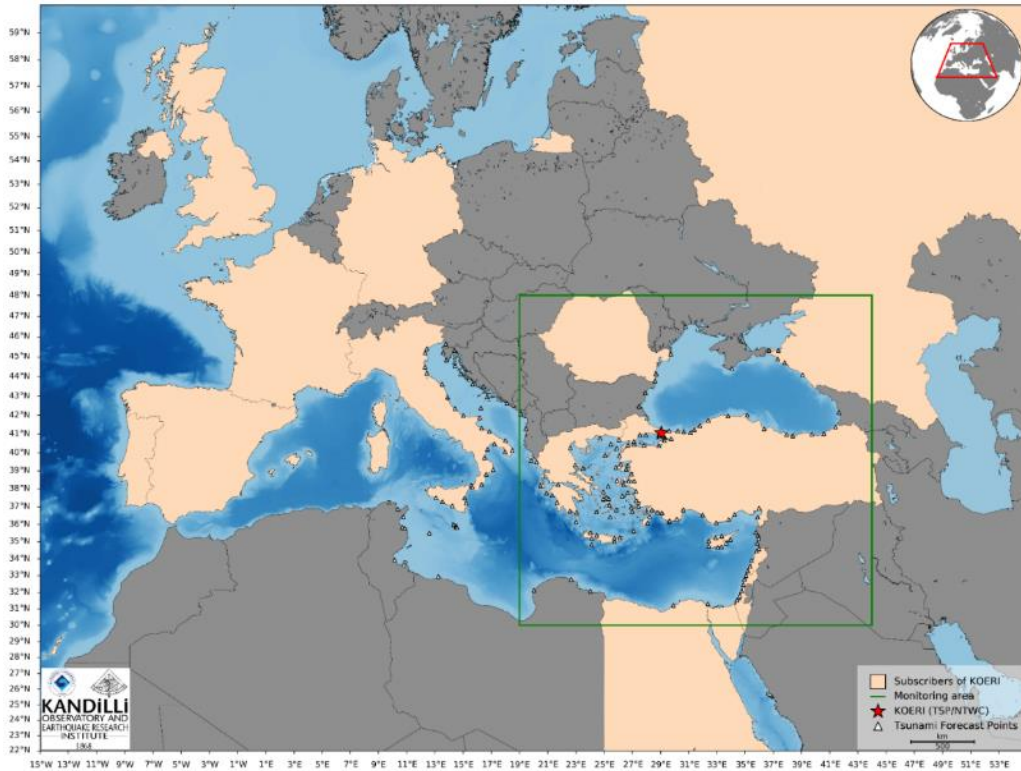 59°N
58°N
57°N
56°N
55°N
54°N
53°N
52°N
51°N
50°N
49°N
48°N
47°N
46°N
45°N
44°N
43°N
42°N
41°N
40°N
39°N
38°N
37°N
36°N
35°N
34°N
33°N
32°N
31°N
30°N
29°N
28°N
27°N
26°N
25°N
24°N
23°N
22°N
KANDiLLi
OBSERVATORY AND
EARTHQUAKE RESEARCH
INSTITUTE
1868
Subscribers of KOERI
Monitoring area
KOERI (TSP/NTWC)
Tsunami Forecast Points
km
500
15°W 13°W 11°W 9°W 7°W 5°W 3°W 1°W 1°E 3°E 5°E 7°E 9°E 11°E 13°E 15°E 17°E 19°E 21°E 23°E 25°E 27°E 29°E 31°E 33°E 35°E 37°E 39°E 41°E 43°E 45°E 47°E 49°E 51°E 53°E